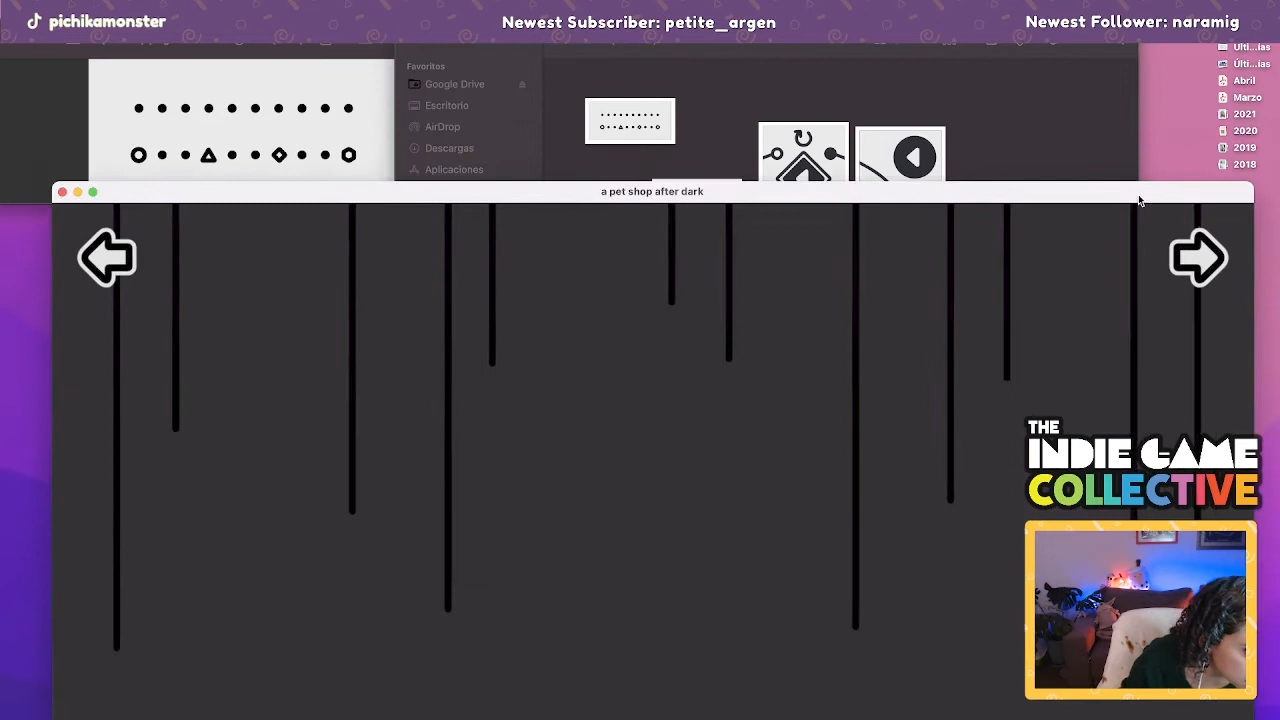 pichikamonster
Newest Subscriber: petite__argen
Newest Follower: naramig
Favoritos
Google Drive
Escritorio
AirDrop
Descargas
Aplicaciones
Últi...ias
Últi...ias
Abril
Marzo
2021
2020
2019
2018
a pet shop after dark
THE
INDIE GAME
COLLECTIVE